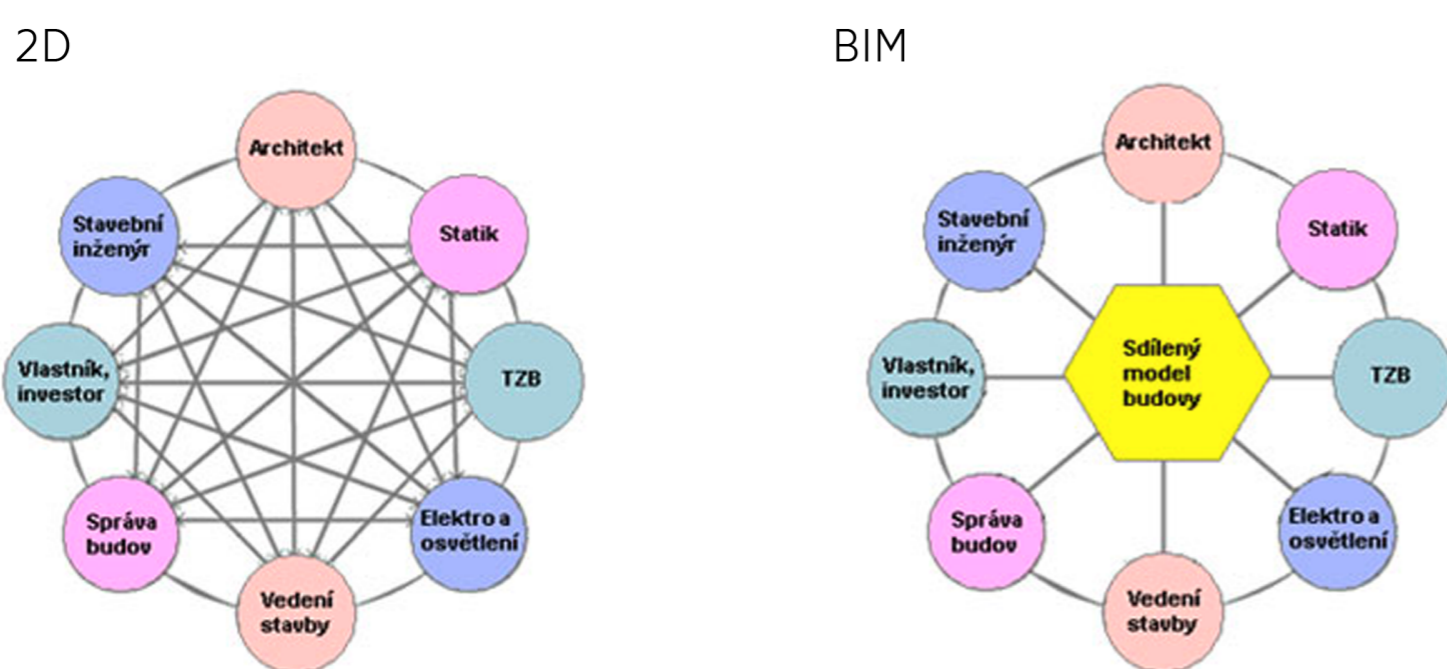 2D
Architekt
Stavební
inženýr
Statik
Vlastník,
investor
TZB
Správa
budov
Elektro a
osvětlení
Vedení
stavby
BIM
Architekt
Stavební
inženýr
Statik
Vlastník,
investor
Sdílený
model
budovy
TZB
Správa
budov
Elektro a
osvětlení
Vedení
stavby